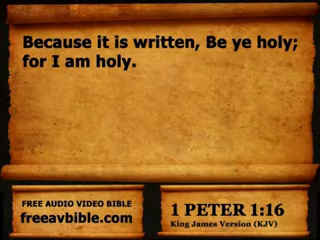 Because it is written, Be ye holy;
for I am holy.
FREE AUDIO VIDEO BIBLE
freeavbible.com
1 PETER 1:16
King James Version (KJV)